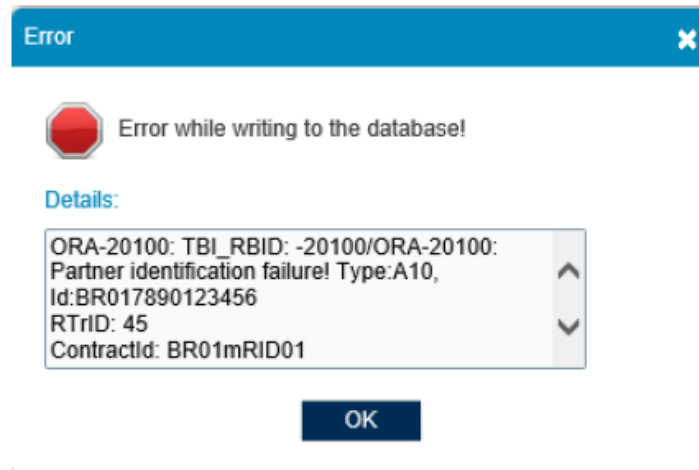 Error
Error while writing to the database!
Details:
ORA-20100: TBI_RBID: -20100/ORA-20100:
Partner identification failure! Type:A10,
Id:BR017890123456
RTrID: 45
ContractId: BR01mRID01
OK